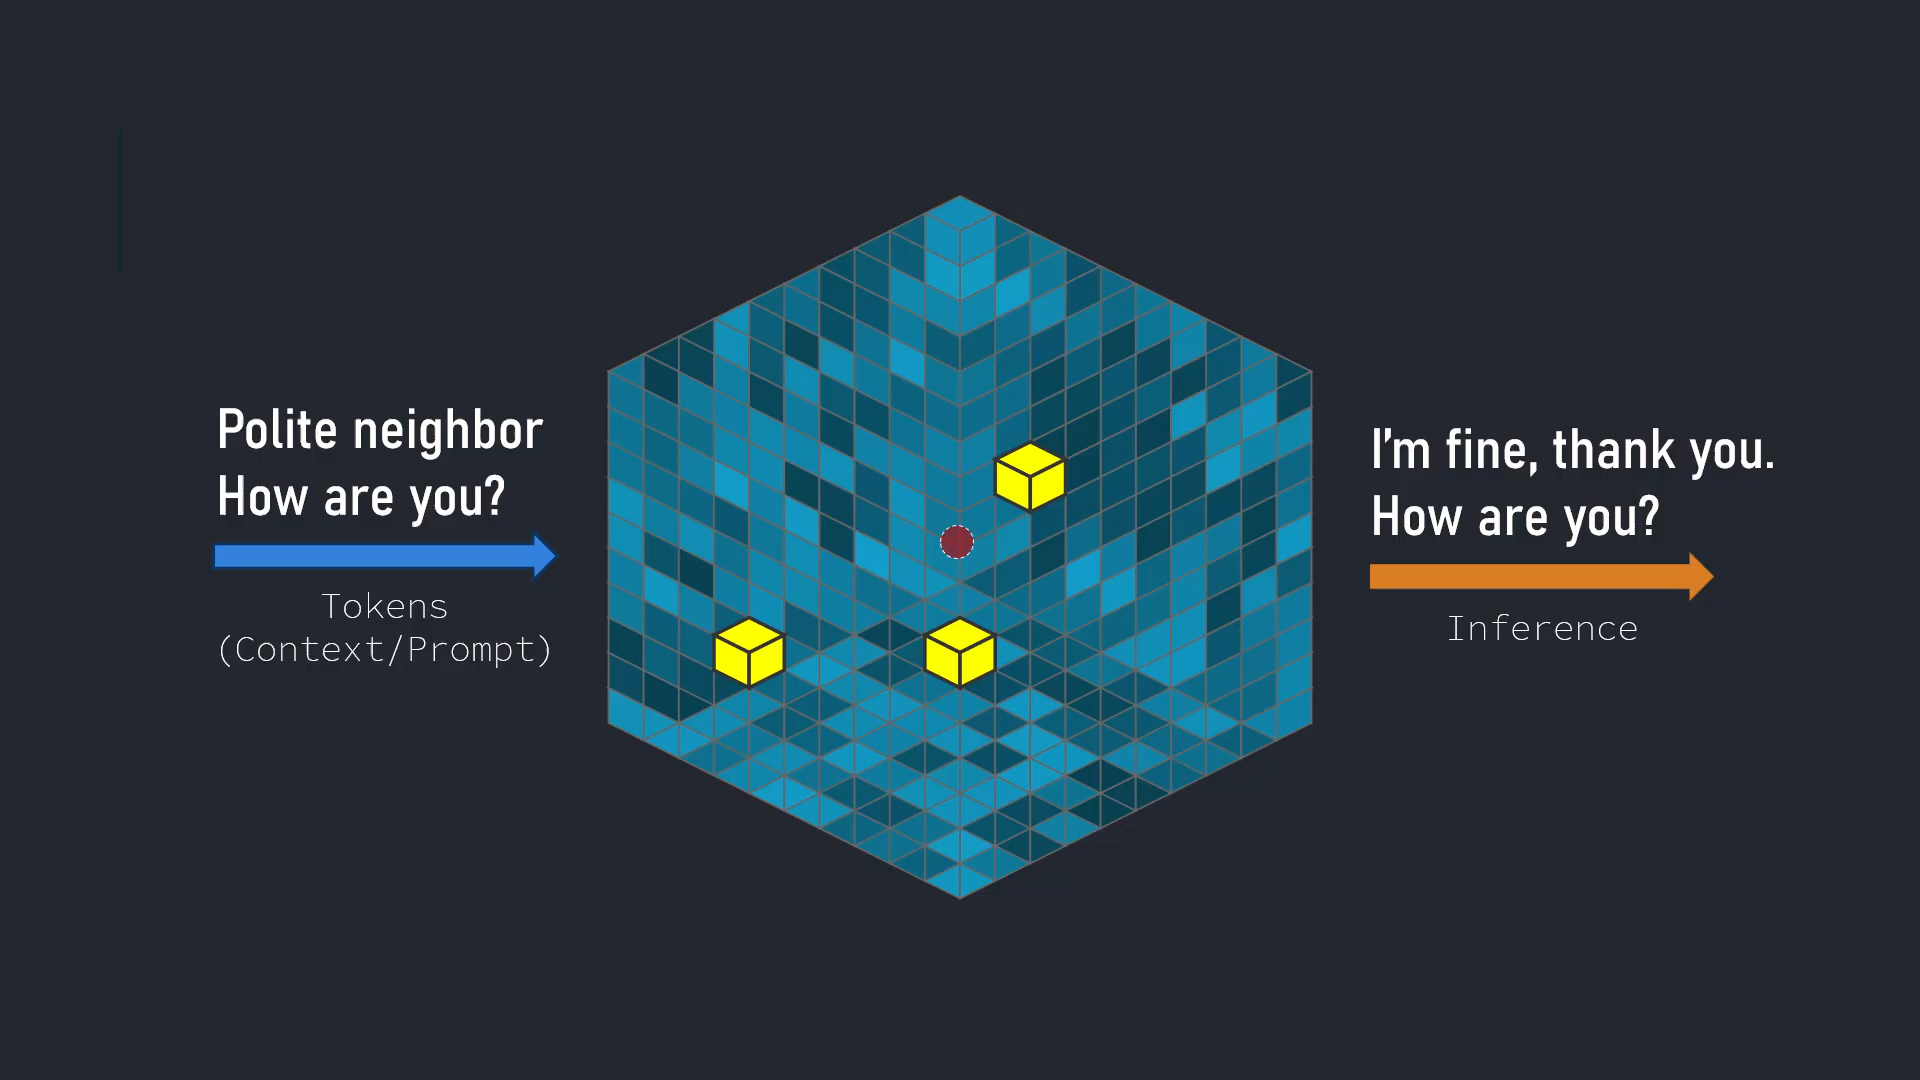 Polite neighbor
How are you?
Tokens
(Context/Prompt)
I'm fine, thank you.
How are you?
Inference